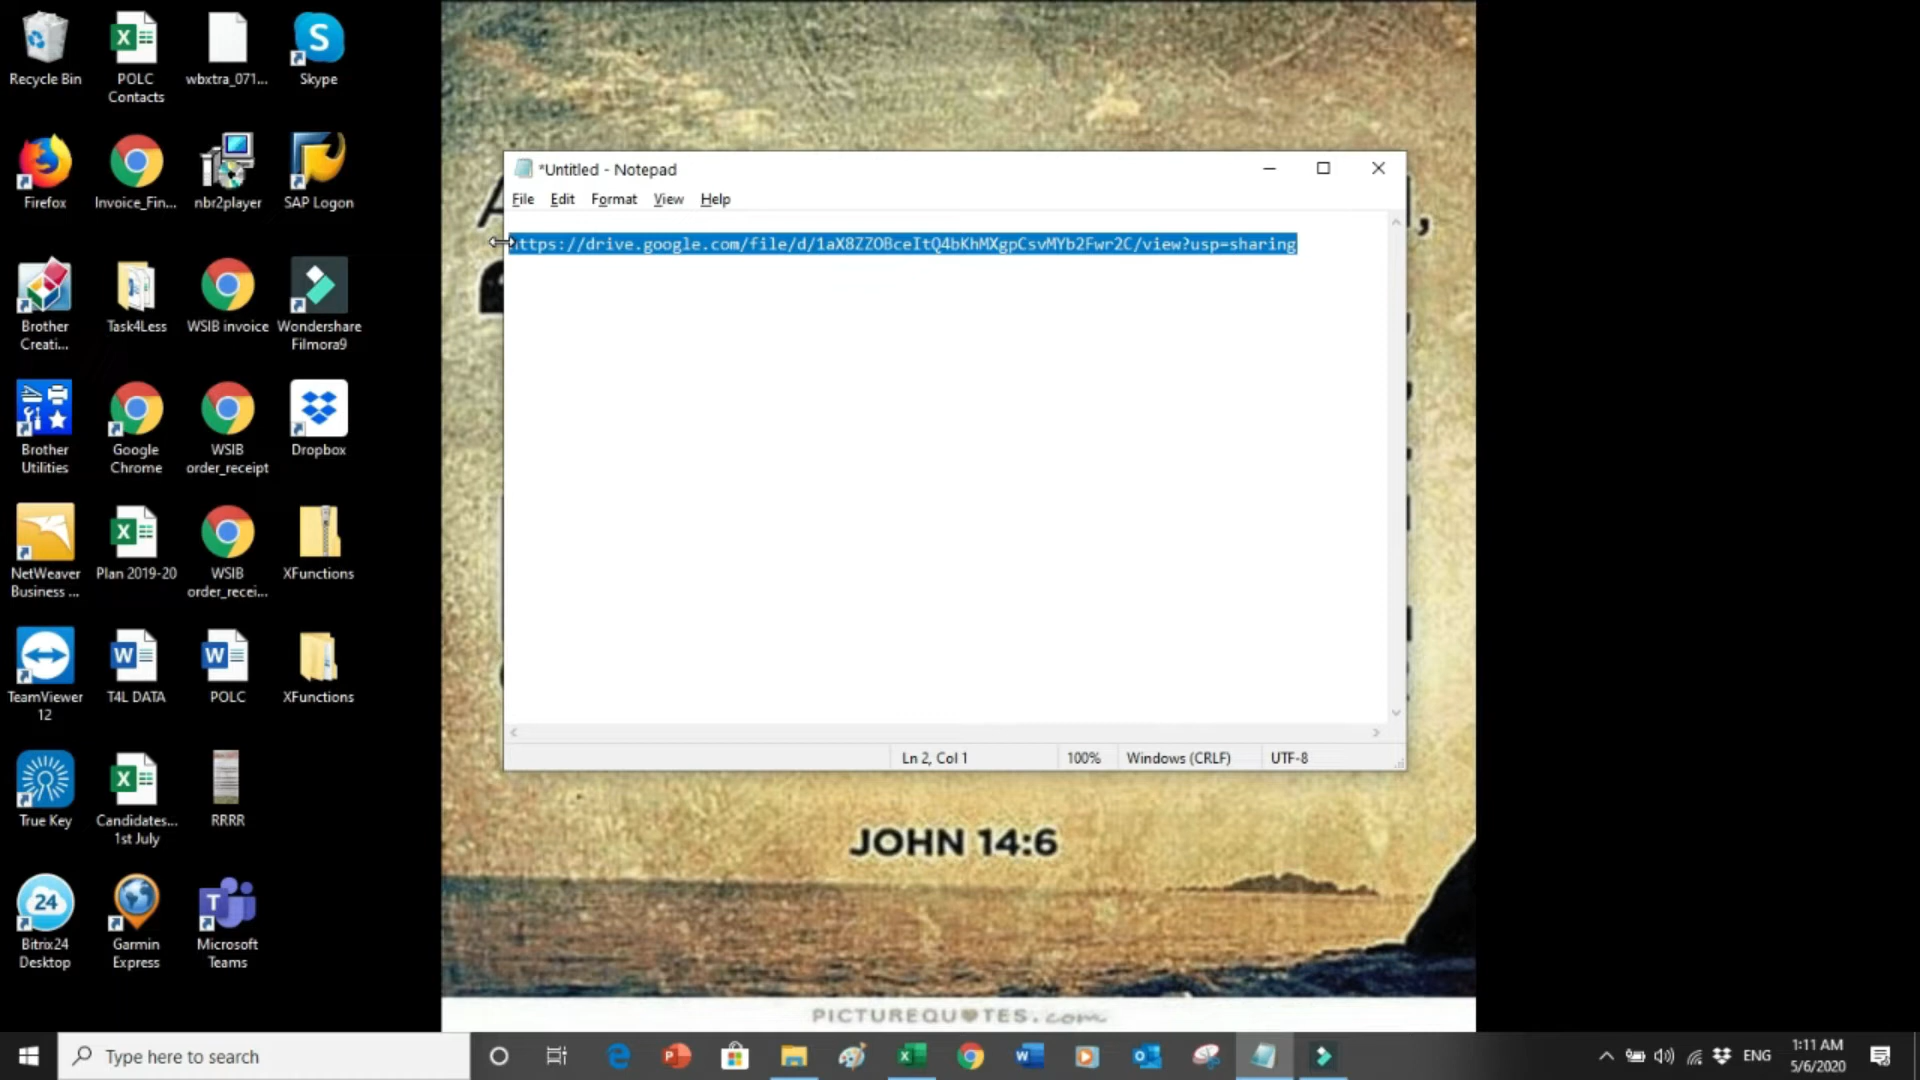 Recycle Bin
POLC Contacts
wbxtra_071...
Skype
Firefox
Invoice_Fin...
nbr2player
SAP Logon
Brother Creati...
Task4Less
WSIB invoice
Wondershare Filmora9
Brother Utilities
Google Chrome
WSIB order_receipt
Dropbox
NetWeaver Business ...
Plan 2019-20
WSIB order_recei...
XFunctions
TeamViewer 12
T4L DATA
POLC
XFunctions
True Key
Candidates... 1st July
RRRR
24
Bitrix24 Desktop
Garmin Express
Microsoft Teams
*Untitled - Notepad
File Edit Format View Help
https://drive.google.com/file/d/1aX8ZZOBceItQ4bKhMXgpCsvMYb2Fwr2C/view?usp=sharing
Ln 2, Col 1 100% Windows (CRLF) UTF-8
JOHN 14:6
PICTUREQUOTES.com
Type here to search
ENG
1:11 AM
5/6/2020